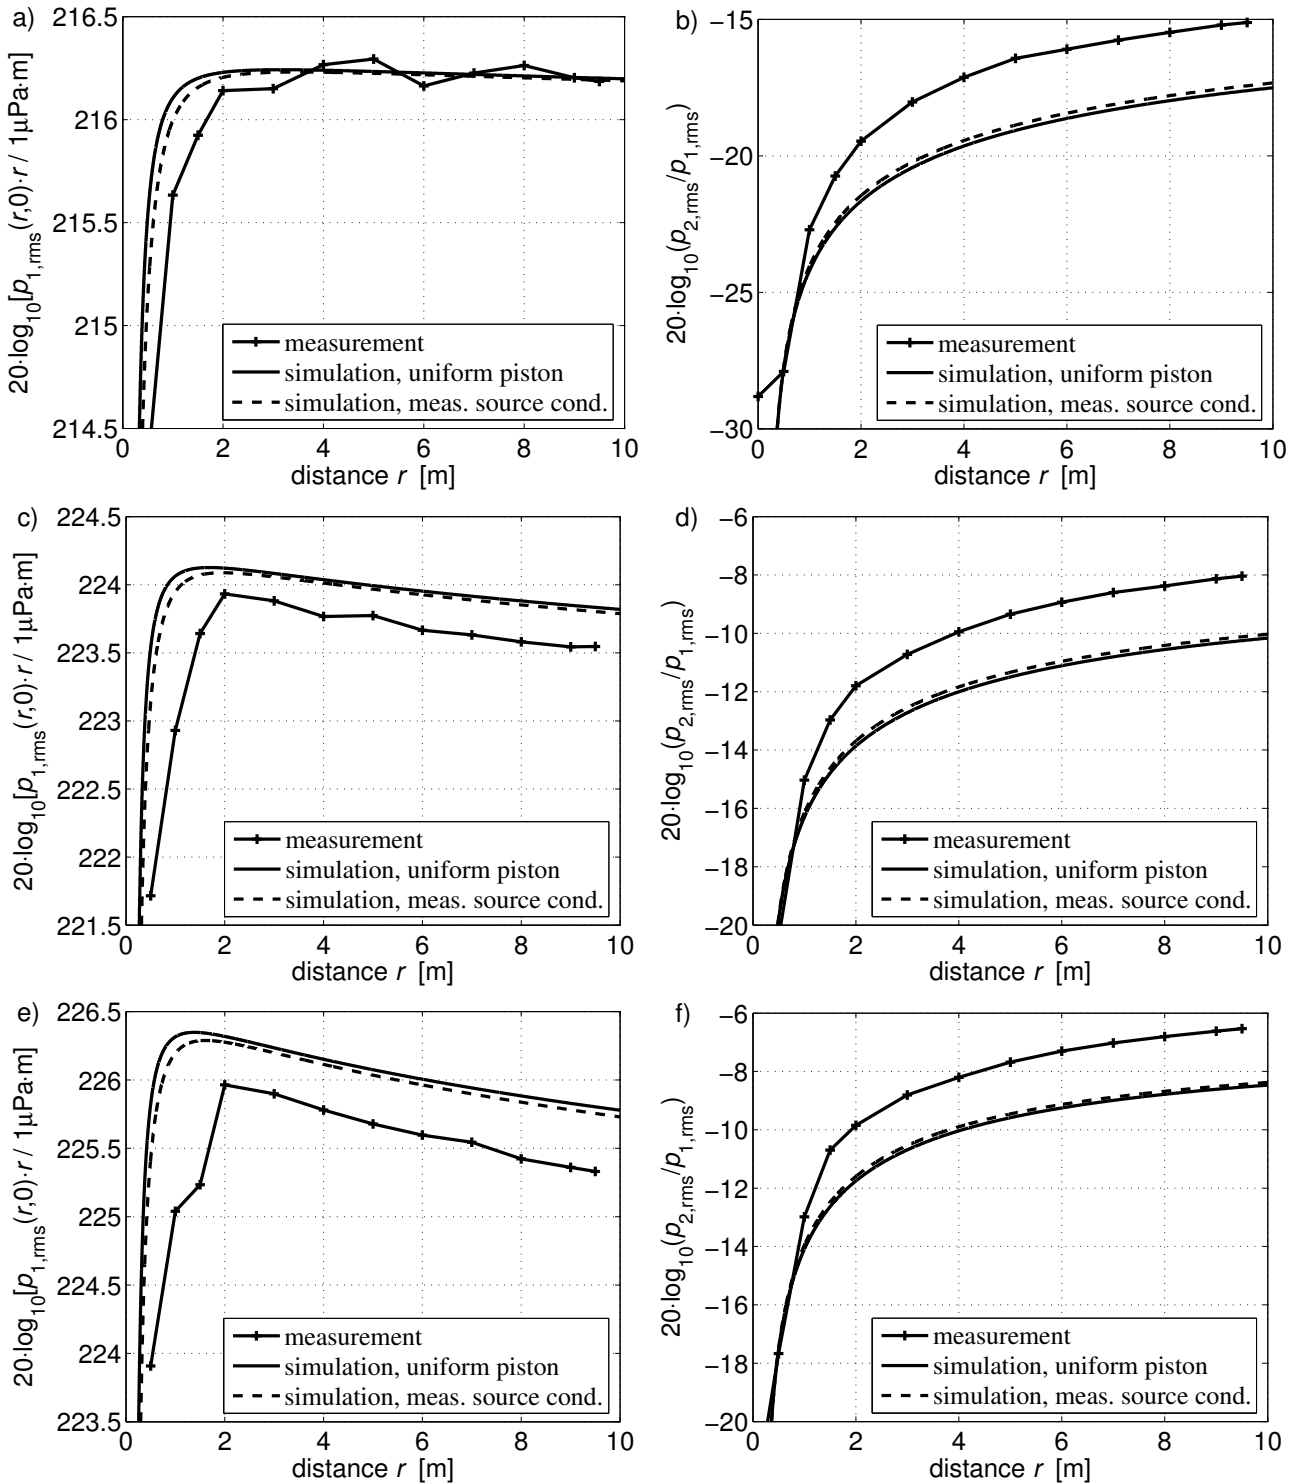 a)
20·log10[p1,rms(r,0)·r / 1μPa·m]
216.5
216
215.5
215
214.5
measurement
simulation, uniform piston
simulation, meas. source cond.
0 2 4 6 8 10
distance r [m]
b)
20·log10(p2,rms/p1,rms)
−15
−20
−25
−30
measurement
simulation, uniform piston
simulation, meas. source cond.
0 2 4 6 8 10
distance r [m]
c)
20·log10[p1,rms(r,0)·r / 1μPa·m]
224.5
224
223.5
223
222.5
222
221.5
measurement
simulation, uniform piston
simulation, meas. source cond.
0 2 4 6 8 10
distance r [m]
d)
20·log10(p2,rms/p1,rms)
−6
−8
−10
−12
−14
−16
−18
−20
measurement
simulation, uniform piston
simulation, meas. source cond.
0 2 4 6 8 10
distance r [m]
e)
20·log10[p1,rms(r,0)·r / 1μPa·m]
226.5
226
225.5
225
224.5
224
223.5
measurement
simulation, uniform piston
simulation, meas. source cond.
0 2 4 6 8 10
distance r [m]
f)
20·log10(p2,rms/p1,rms)
−6
−8
−10
−12
−14
−16
−18
−20
measurement
simulation, uniform piston
simulation, meas. source cond.
0 2 4 6 8 10
distance r [m]